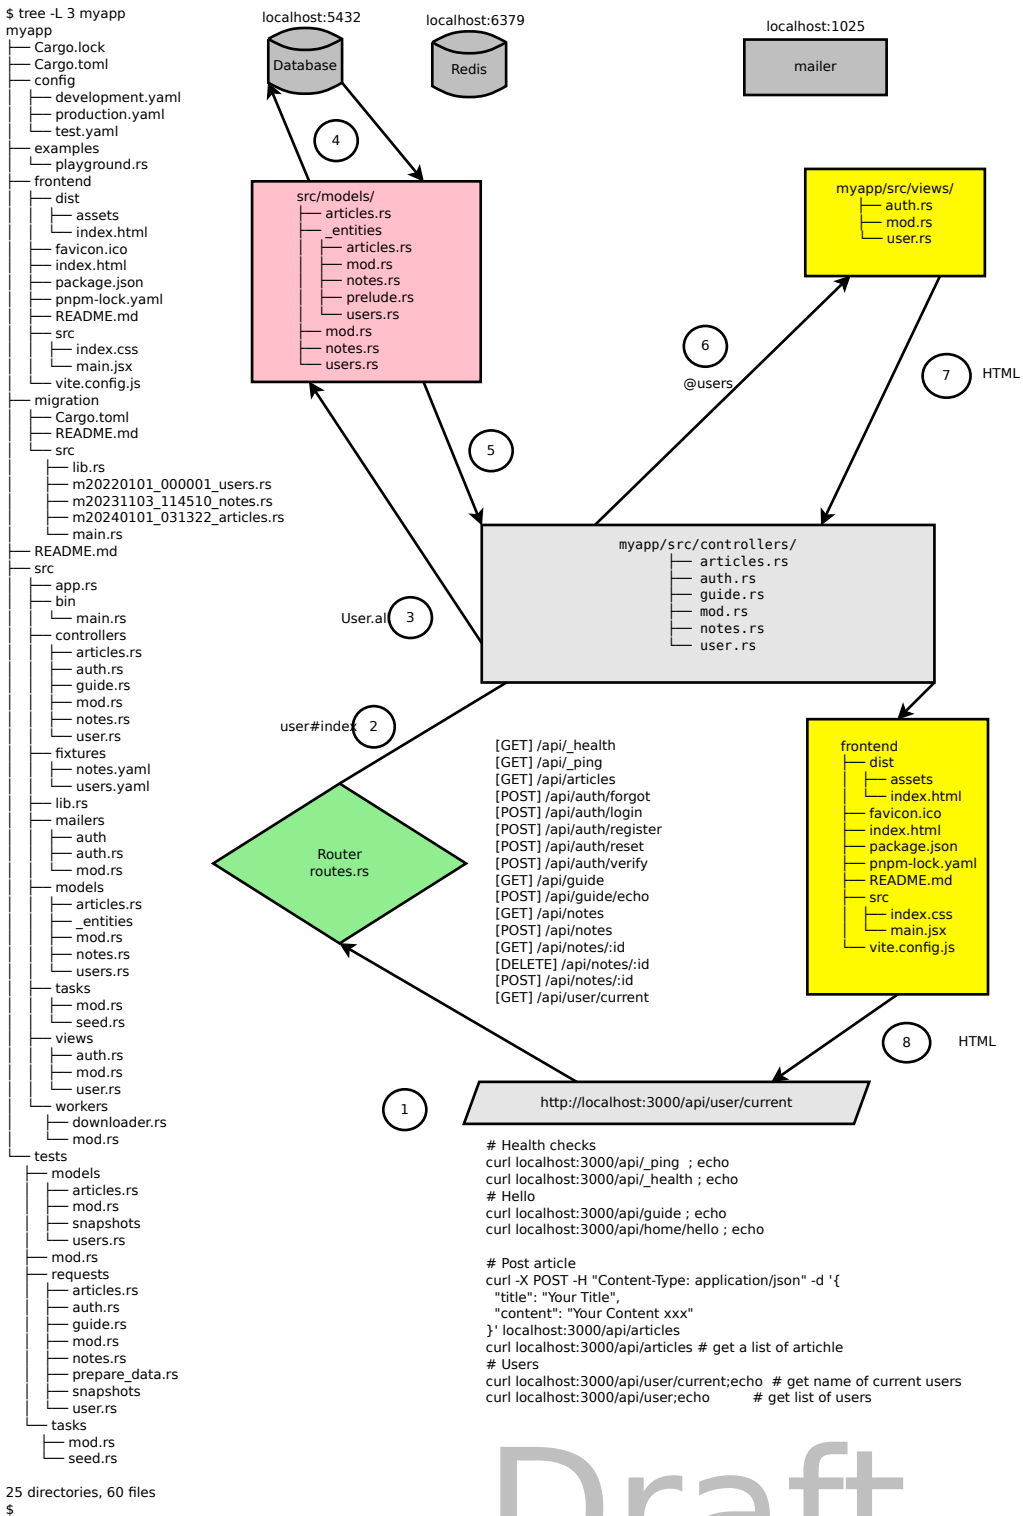 $ tree -L 3 myapp
myapp
├── Cargo.lock
├── Cargo.toml
├── config
│   ├── development.yaml
│   ├── production.yaml
│   └── test.yaml
├── examples
│   └── playground.rs
├── frontend
│   ├── dist
│   │   ├── assets
│   │   └── index.html
│   ├── favicon.ico
│   ├── index.html
│   ├── package.json
│   ├── pnpm-lock.yaml
│   ├── README.md
│   ├── src
│   │   ├── index.css
│   │   └── main.jsx
│   └── vite.config.js
├── migration
│   ├── Cargo.toml
│   ├── README.md
│   └── src
│       ├── lib.rs
│       ├── m20220101_000001_users.rs
│       ├── m20231103_114510_notes.rs
│       ├── m20240101_031322_articles.rs
│       └── main.rs
├── README.md
├── src
│   ├── app.rs
│   ├── bin
│   │   └── main.rs
│   ├── controllers
│   │   ├── articles.rs
│   │   ├── auth.rs
│   │   ├── guide.rs
│   │   ├── mod.rs
│   │   ├── notes.rs
│   │   └── user.rs
│   ├── fixtures
│   │   ├── notes.yaml
│   │   └── users.yaml
│   ├── lib.rs
│   ├── mailers
│   │   ├── auth
│   │   ├── auth.rs
│   │   └── mod.rs
│   ├── models
│   │   ├── articles.rs
│   │   ├── _entities
│   │   ├── mod.rs
│   │   ├── notes.rs
│   │   └── users.rs
│   ├── tasks
│   │   ├── mod.rs
│   │   └── seed.rs
│   ├── views
│   │   ├── auth.rs
│   │   ├── mod.rs
│   │   └── user.rs
│   └── workers
│       ├── downloader.rs
│       └── mod.rs
└── tests
    ├── models
    │   ├── articles.rs
    │   ├── mod.rs
    │   ├── snapshots
    │   └── users.rs
    ├── mod.rs
    ├── requests
    │   ├── articles.rs
    │   ├── auth.rs
    │   ├── guide.rs
    │   ├── mod.rs
    │   ├── notes.rs
    │   ├── prepare_data.rs
    │   ├── snapshots
    │   └── user.rs
    └── tasks
        ├── mod.rs
        └── seed.rs
25 directories, 60 files
$
localhost:5432
Database
localhost:6379
Redis
localhost:1025
mailer
4
src/models/
├── articles.rs
├── _entities
│   ├── articles.rs
│   ├── mod.rs
│   ├── notes.rs
│   ├── prelude.rs
│   └── users.rs
├── mod.rs
├── notes.rs
└── users.rs
myapp/src/views/
├── auth.rs
├── mod.rs
└── user.rs
6
@users
7
HTML
5
myapp/src/controllers/
├── articles.rs
├── auth.rs
├── guide.rs
├── mod.rs
├── notes.rs
└── user.rs
User.al
3
user#index
2
Router
routes.rs
[GET] /api/_health
[GET] /api/_ping
[GET] /api/articles
[POST] /api/auth/forgot
[POST] /api/auth/login
[POST] /api/auth/register
[POST] /api/auth/reset
[POST] /api/auth/verify
[GET] /api/guide
[POST] /api/guide/echo
[GET] /api/notes
[POST] /api/notes
[GET] /api/notes/:id
[DELETE] /api/notes/:id
[POST] /api/notes/:id
[GET] /api/user/current
frontend
├── dist
│   ├── assets
│   └── index.html
├── favicon.ico
├── index.html
├── package.json
├── pnpm-lock.yaml
├── README.md
├── src
│   ├── index.css
│   └── main.jsx
└── vite.config.js
8
HTML
1
http://localhost:3000/api/user/current
# Health checks
curl localhost:3000/api/_ping  ; echo
curl localhost:3000/api/_health ; echo
# Hello
curl localhost:3000/api/guide ; echo
curl localhost:3000/api/home/hello ; echo
# Post article
curl -X POST -H "Content-Type: application/json" -d '{
  "title": "Your Title",
  "content": "Your Content xxx"
}' localhost:3000/api/articles
curl localhost:3000/api/articles # get a list of artichle
# Users
curl localhost:3000/api/user/current;echo  # get name of current users
curl localhost:3000/api/user;echo          # get list of users
Draft